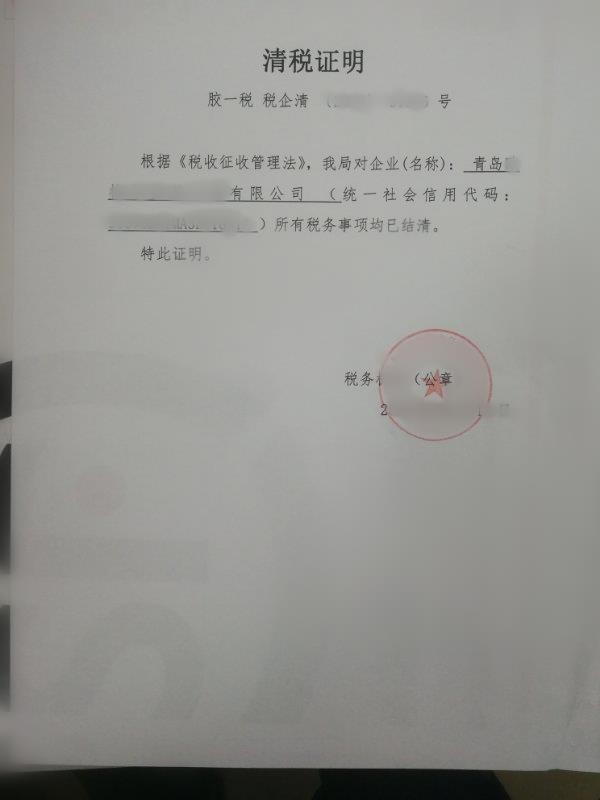 清税证明
胶一税 税企清 号
根据《税收征收管理法》，我局对企业(名称)： 青岛
有限公司 （统一社会信用代码：
）所有税务事项均已结清。
特此证明。
税务 （公章
2